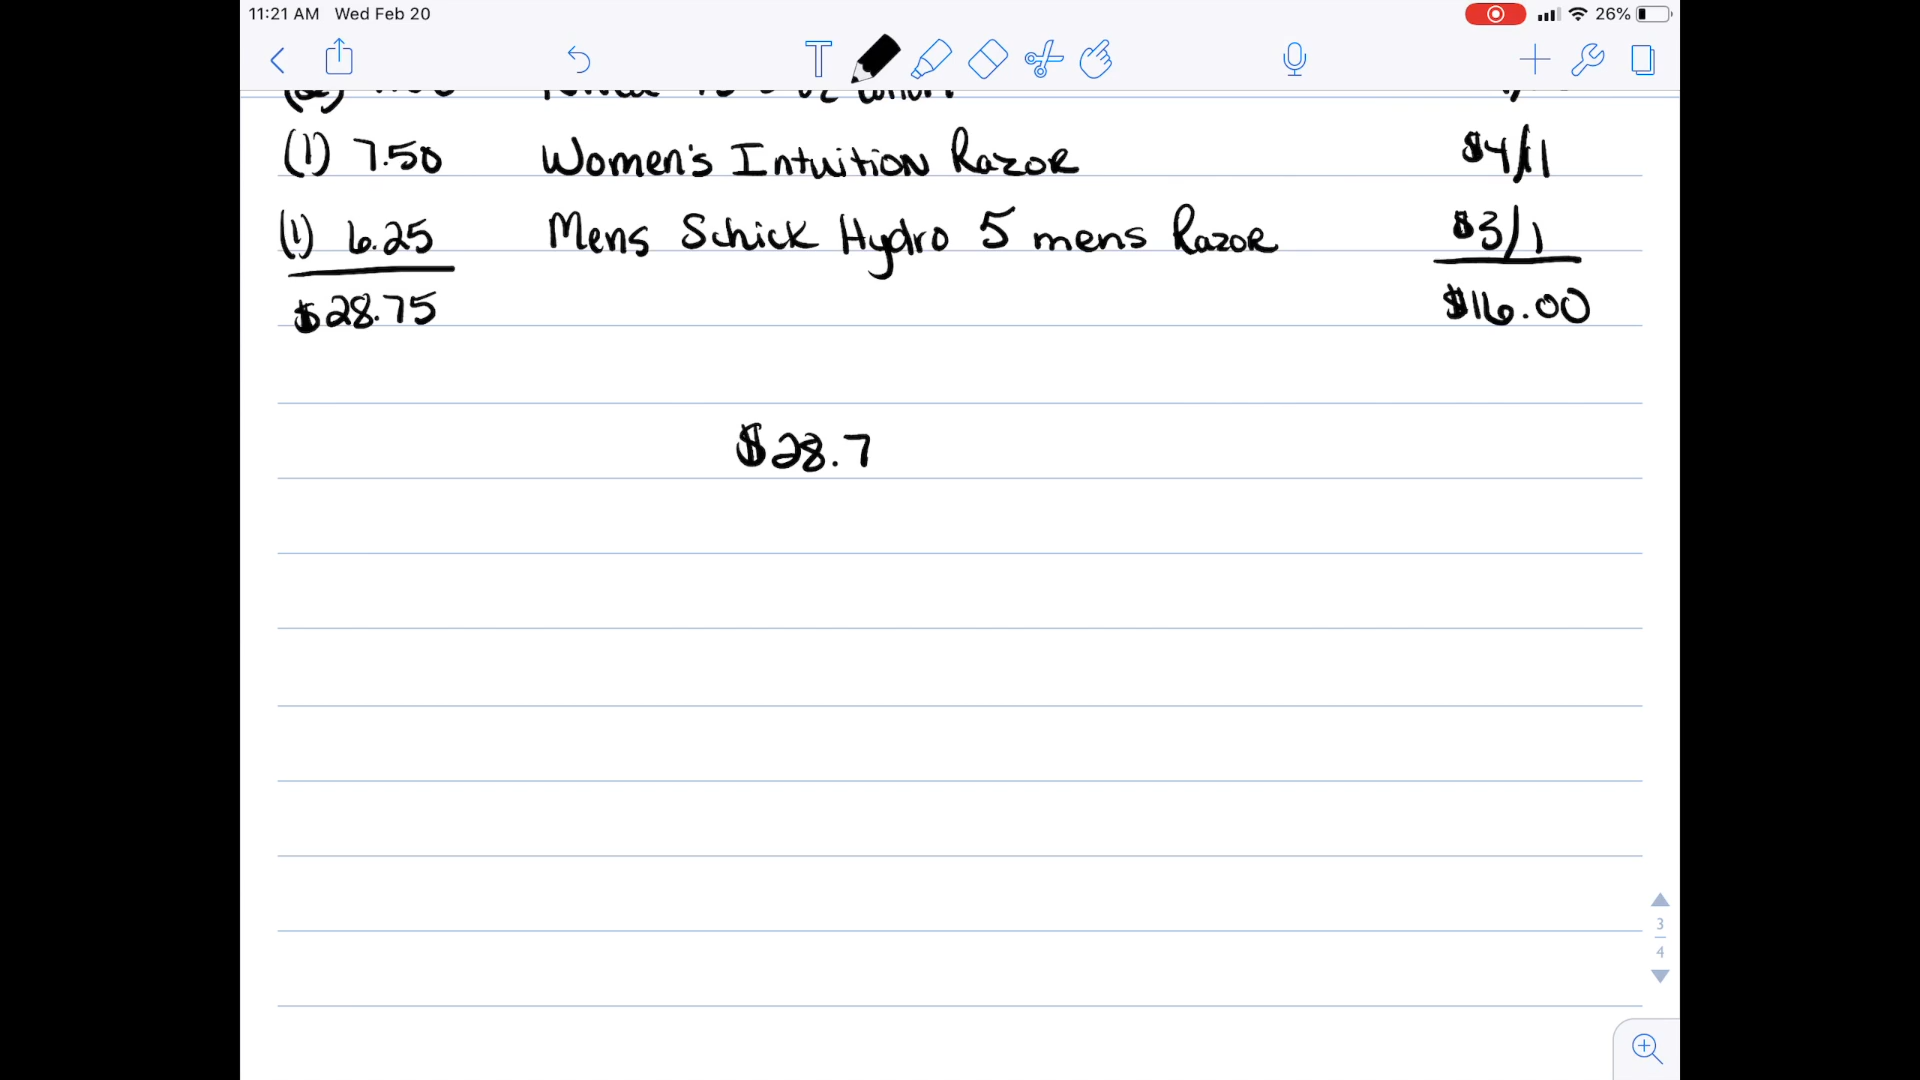 11:21 AM Wed Feb 20 26%
(1) 7.50 Women's Intuition Razor $4/1
(1) 6.25 Mens Schick Hydro 5 mens Razor $3/1
$28.75 $16.00
$28.7
3
4